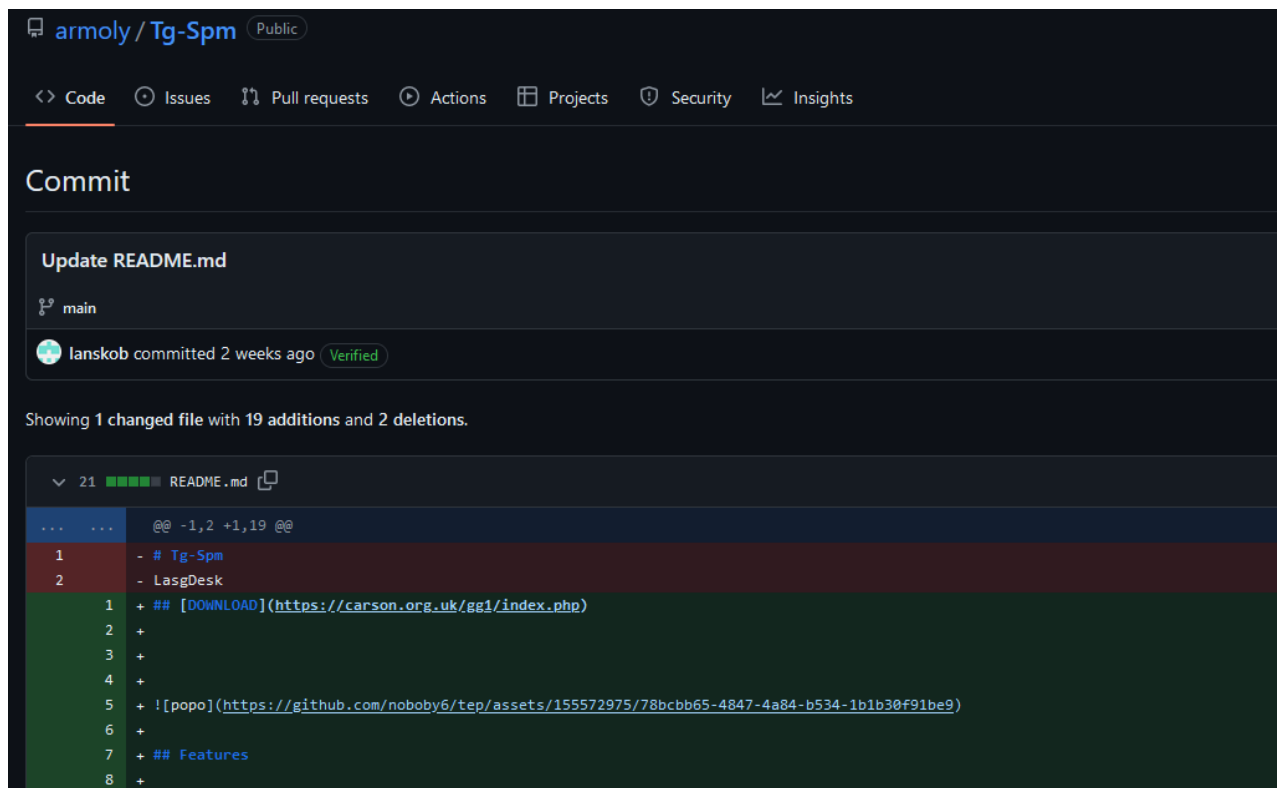 armoly / Tg-Spm Public
<> Code Issues Pull requests Actions Projects Security Insights
Commit
Update README.md
main
lanskob committed 2 weeks ago Verified
Showing 1 changed file with 19 additions and 2 deletions.
21 README.md
... ... @@ -1,2 +1,19 @@
1 - # Tg-Spm
2 - LasgDesk
1 + ## [DOWNLOAD](https://carson.org.uk/gg1/index.php)
2 +
3 +
4 +
5 + ![popo](https://github.com/noboby6/tep/assets/155572975/78bcbb65-4847-4a84-b534-1b1b30f91be9)
6 +
7 + ## Features
8 +